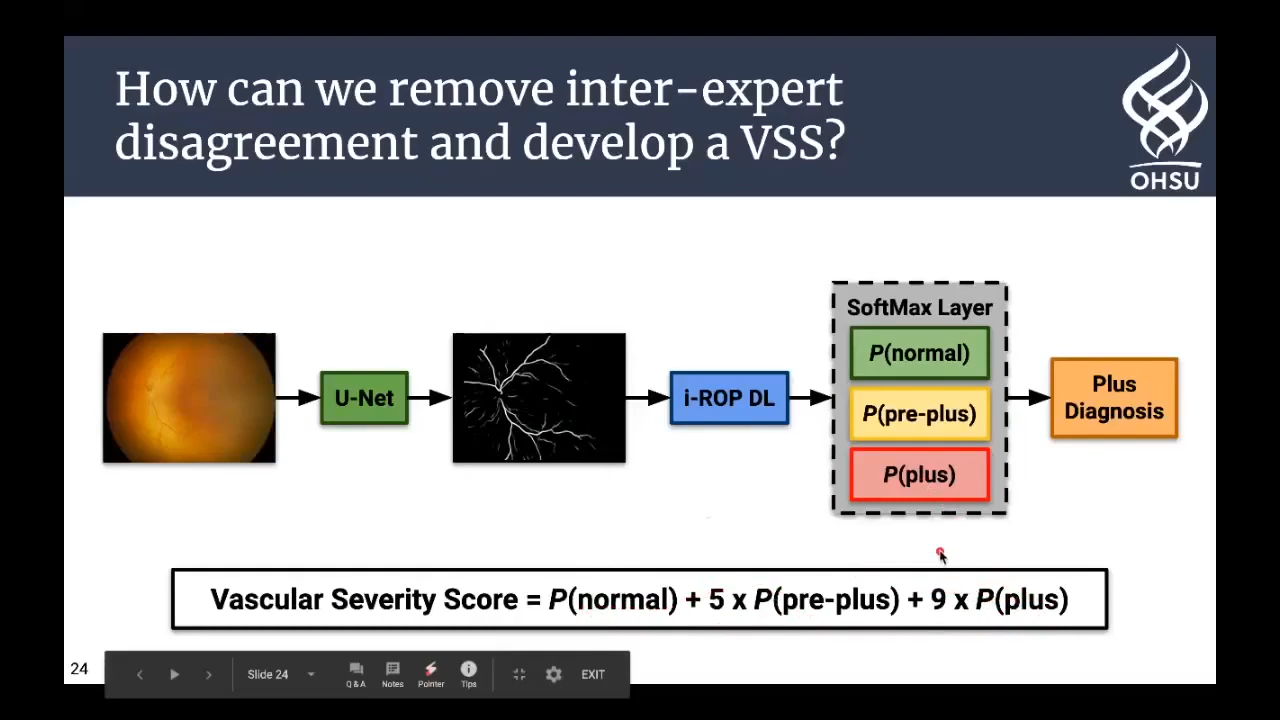 How can we remove inter-expert
disagreement and develop a VSS?
OHSU
U-Net
i-ROP DL
SoftMax Layer
P(normal)
P(pre-plus)
P(plus)
Plus
Diagnosis
Vascular Severity Score = P(normal) + 5 x P(pre-plus) + 9 x P(plus)
24
Slide 24
Q & A
Notes
Pointer
Tips
EXIT